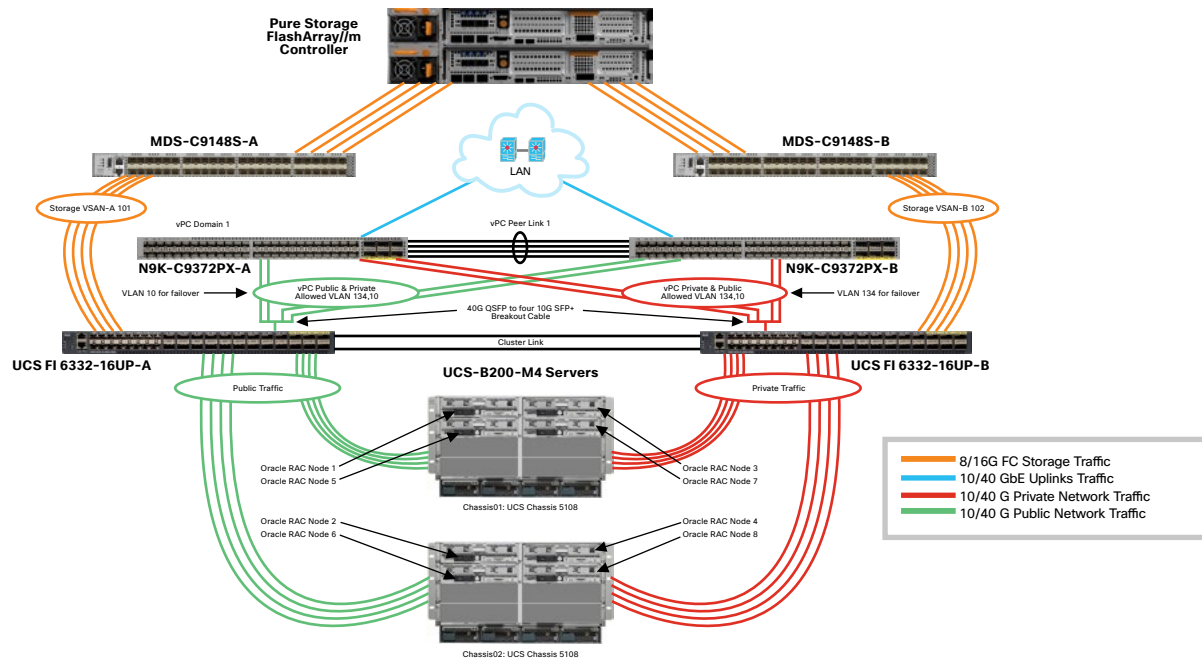 Pure Storage
FlashArray//m
Controller
MDS-C9148S-A
MDS-C9148S-B
LAN
Storage VSAN-A 101
Storage VSAN-B 102
vPC Domain 1
vPC Peer Link 1
N9K-C9372PX-A
N9K-C9372PX-B
VLAN 10 for failover
vPC Public & Private
Allowed VLAN 134,10
vPC Private & Public
Allowed VLAN 134,10
VLAN 134 for failover
40G QSFP to four 10G SFP+
Breakout Cable
Cluster Link
UCS FI 6332-16UP-A
UCS FI 6332-16UP-B
UCS-B200-M4 Servers
Public Traffic
Private Traffic
Oracle RAC Node 1
Oracle RAC Node 5
Oracle RAC Node 3
Oracle RAC Node 7
Chassis01: UCS Chassis 5108
Oracle RAC Node 2
Oracle RAC Node 6
Oracle RAC Node 4
Oracle RAC Node 8
Chassis02: UCS Chassis 5108
8/16G FC Storage Traffic
10/40 GbE Uplinks Traffic
10/40 G Private Network Traffic
10/40 G Public Network Traffic